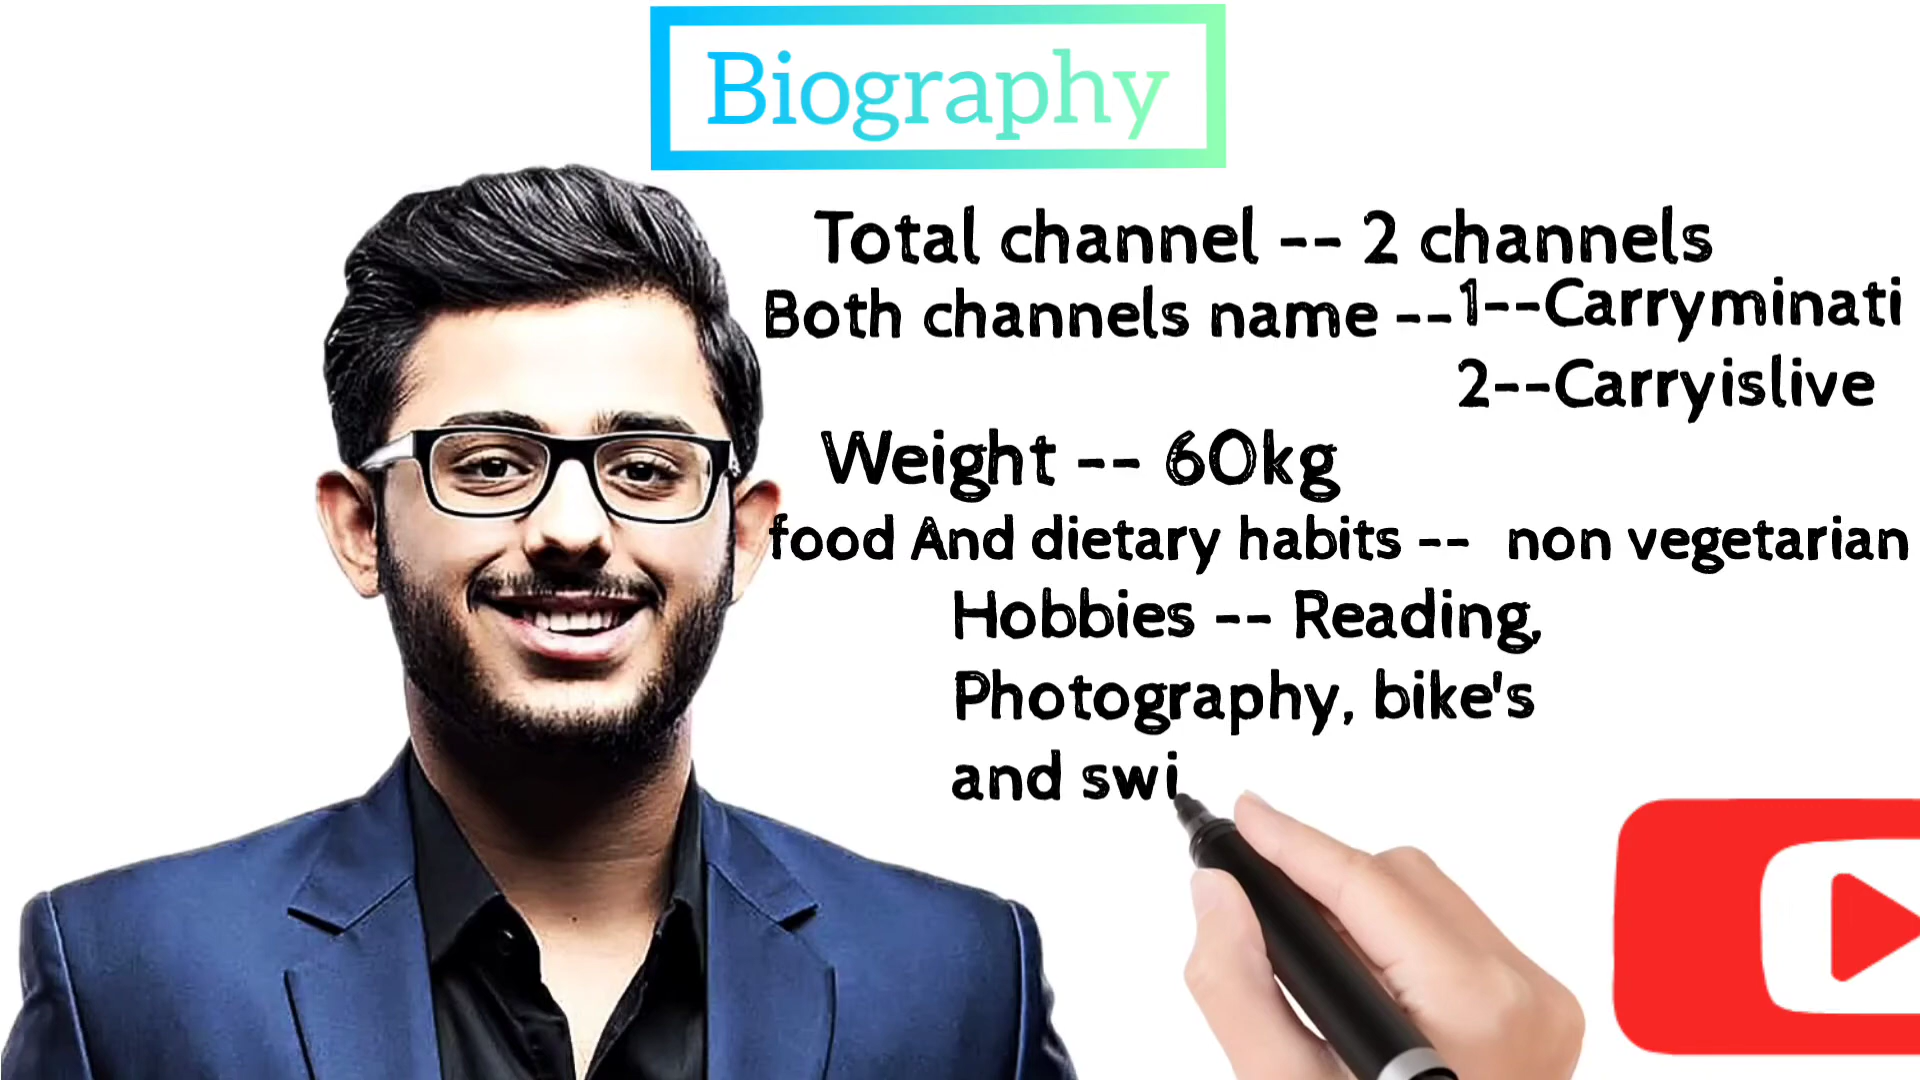 Biography
Total channel -- 2 channels
Both channels name -- 1--Carryminati
2--Carryislive
Weight -- 60kg
food And dietary habits -- non vegetarian
Hobbies -- Reading,
Photography, bike's
and swi